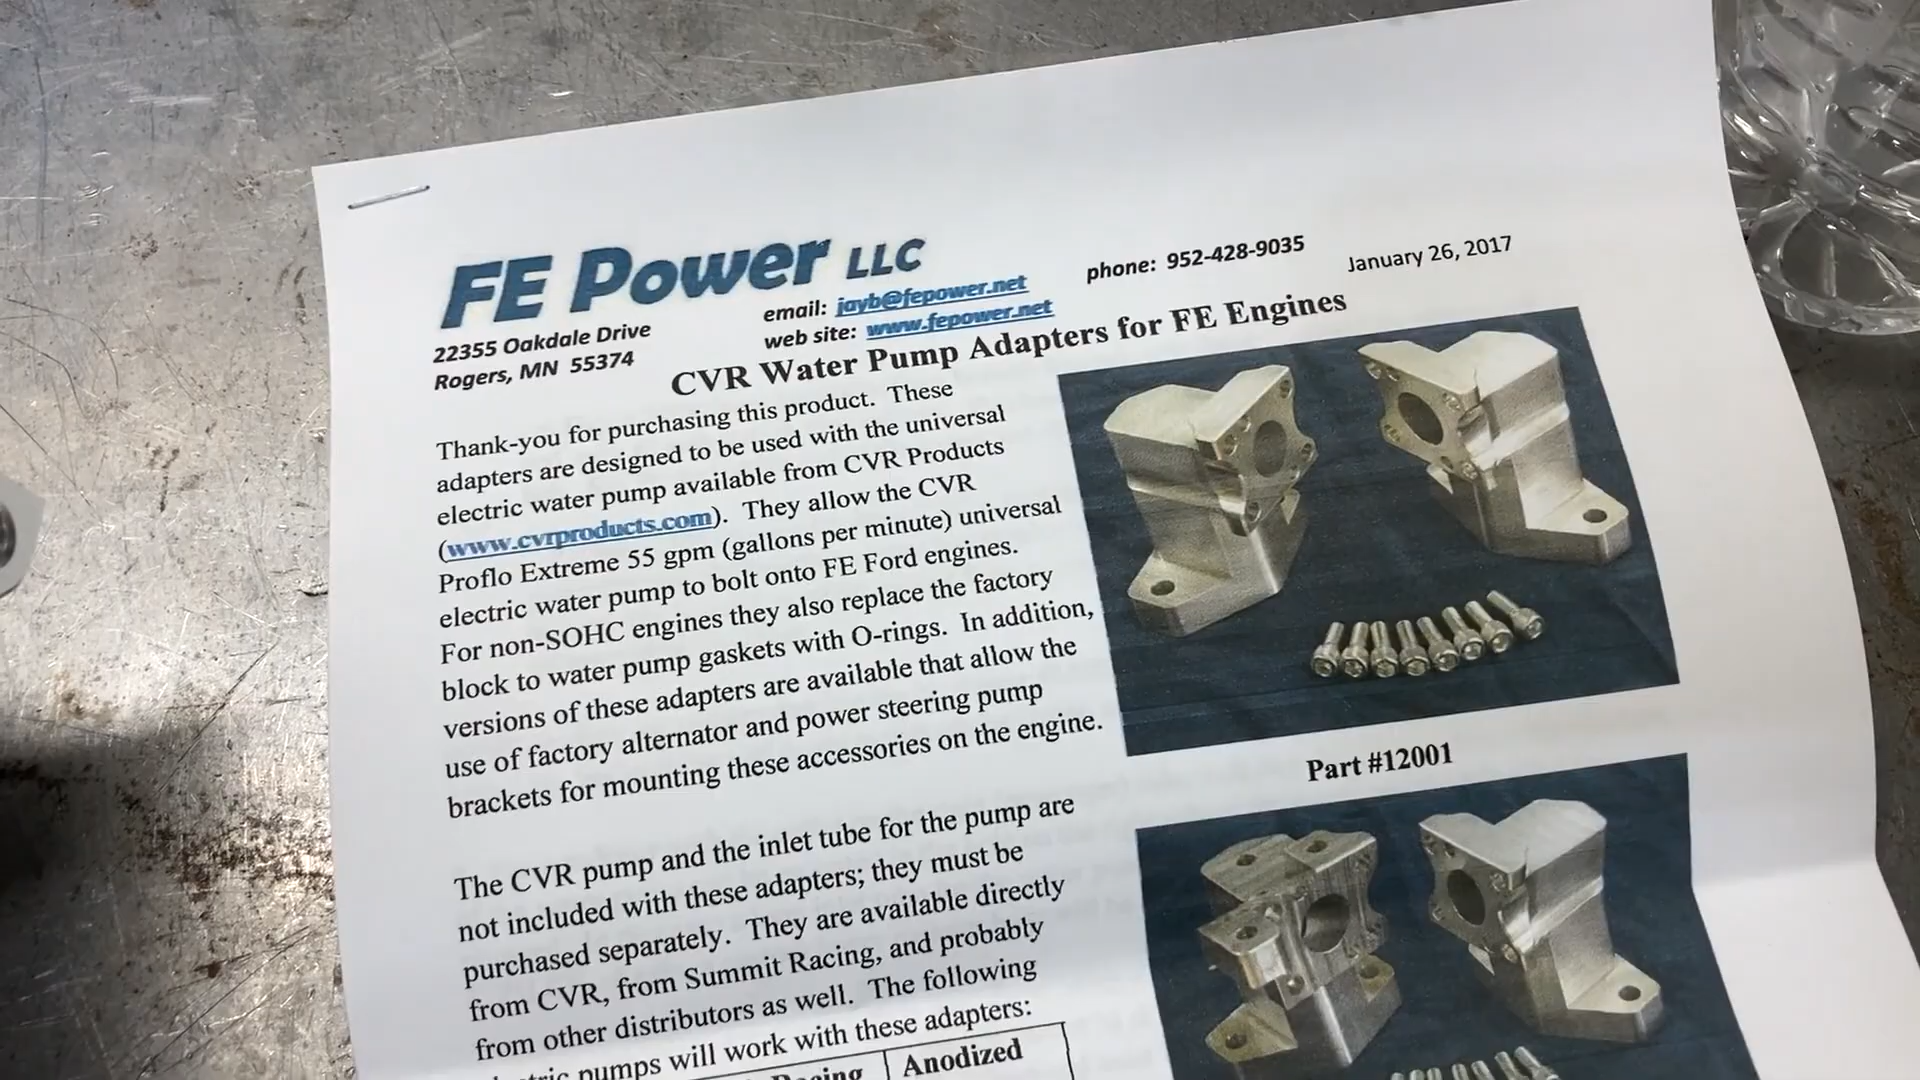 FE Power LLC
22355 Oakdale Drive
Rogers, MN 55374
email: jayb@fepower.net
web site: www.fepower.net
phone: 952-428-9035
January 26, 2017
CVR Water Pump Adapters for FE Engines
Thank-you for purchasing this product. These
adapters are designed to be used with the universal
electric water pump available from CVR Products
(www.cvrproducts.com). They allow the CVR
Proflo Extreme 55 gpm (gallons per minute) universal
electric water pump to bolt onto FE Ford engines.
For non-SOHC engines they also replace the factory
block to water pump gaskets with O-rings. In addition,
versions of these adapters are available that allow the
use of factory alternator and power steering pump
brackets for mounting these accessories on the engine.
Part #12001
The CVR pump and the inlet tube for the pump are
not included with these adapters; they must be
purchased separately. They are available directly
from CVR, from Summit Racing, and probably
from other distributors as well. The following
pumps will work with these adapters:
Anodized